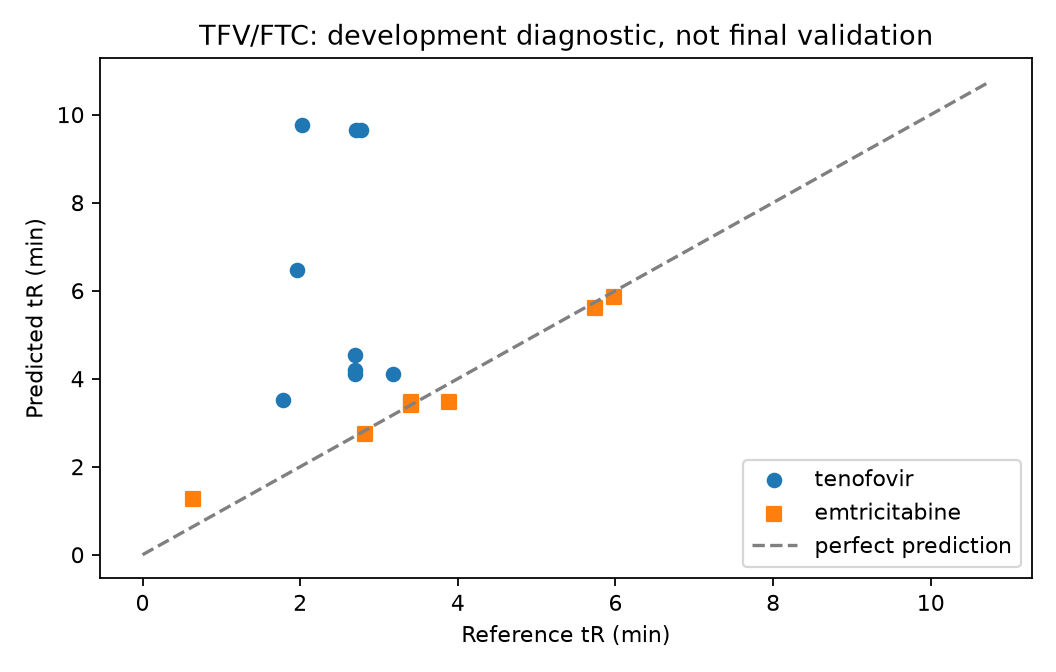 TFV/FTC: development diagnostic, not final validation
Predicted tR (min)
10
8
6
4
2
0
tenofovir
emtricitabine
perfect prediction
0 2 4 6 8 10
Reference tR (min)